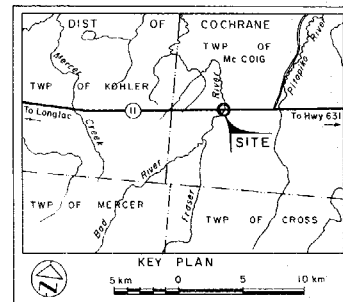 DIST OF COCHRANE
TWP OF
Mc COIG
TWP OF KOHLER
Mercer
Creek
River
Pitopiko River
To Longlac
11
To Hwy 631
SITE
TWP OF MERCER
Bad River
Fraser
TWP OF CROSS
KEY PLAN
5 km 0 5 10 km
N